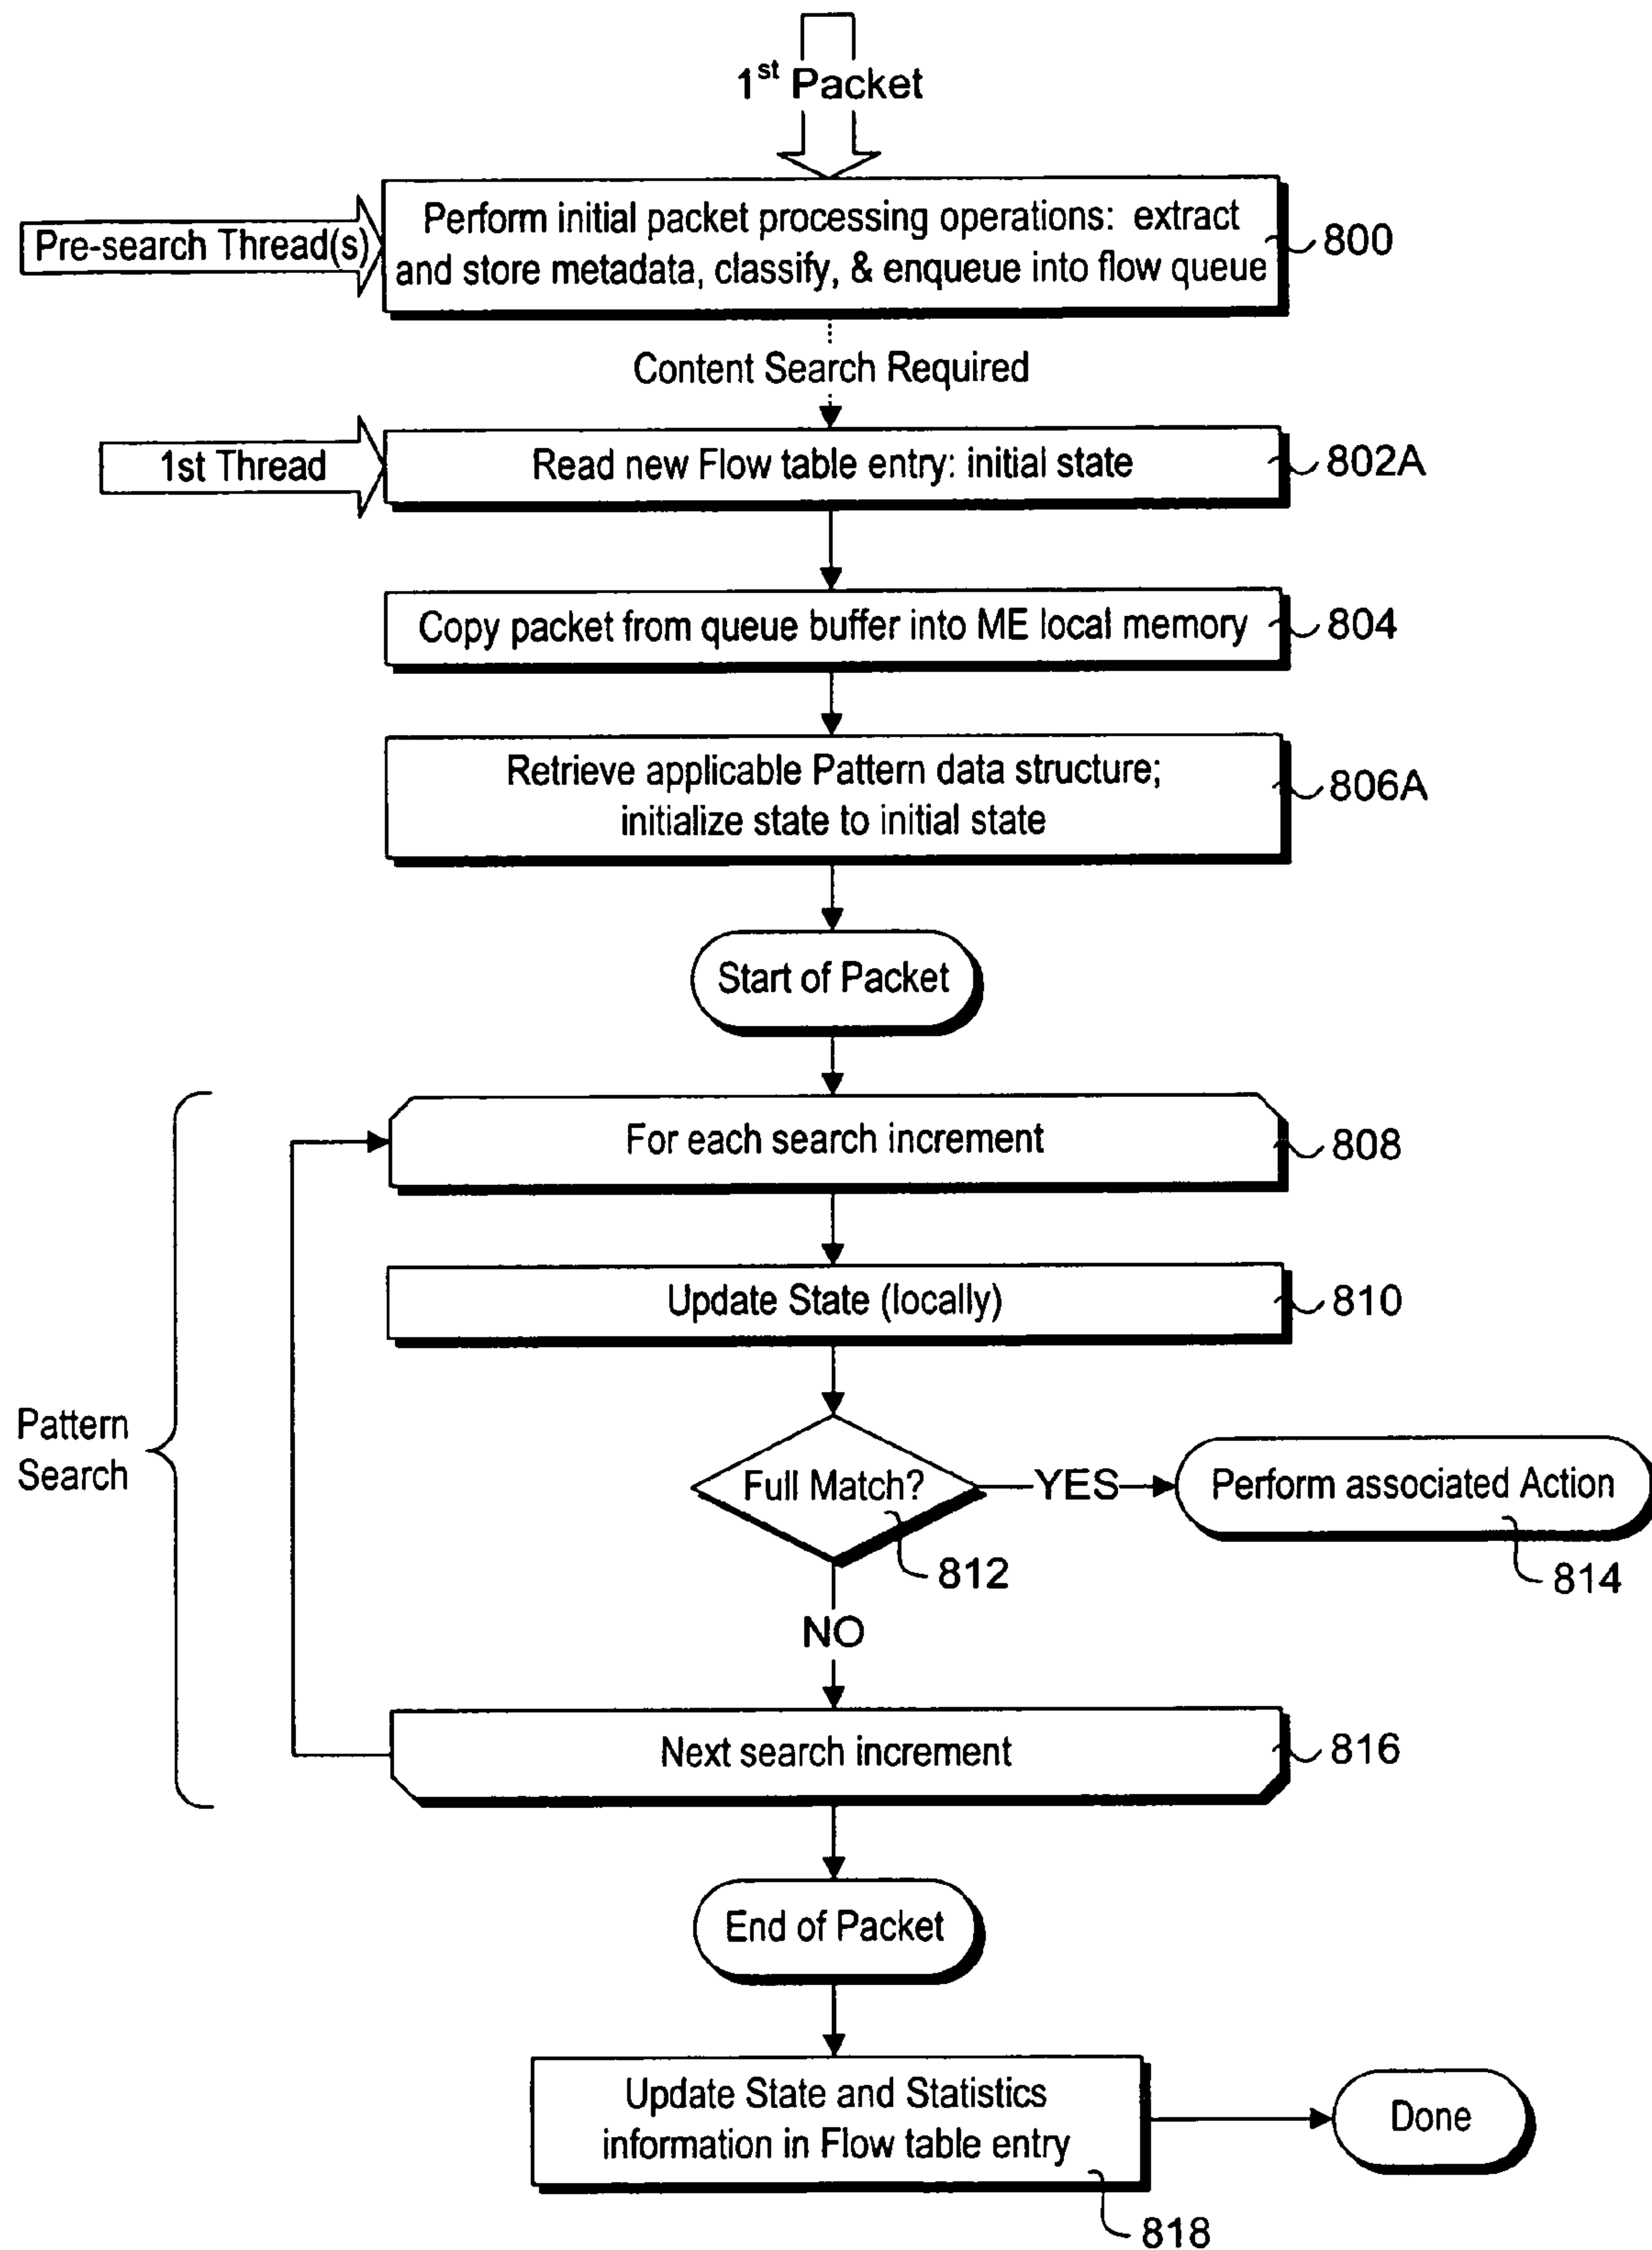 1st Packet
Pre-search Thread(s)
Perform initial packet processing operations: extract
and store metadata, classify, & enqueue into flow queue
800
Content Search Required
1st Thread
Read new Flow table entry: initial state
802A
Copy packet from queue buffer into ME local memory
804
Retrieve applicable Pattern data structure;
initialize state to initial state
806A
Start of Packet
For each search increment
808
Update State (locally)
810
Pattern
Search
Full Match?
YES
Perform associated Action
812
814
NO
Next search increment
816
End of Packet
Update State and Statistics
information in Flow table entry
Done
818